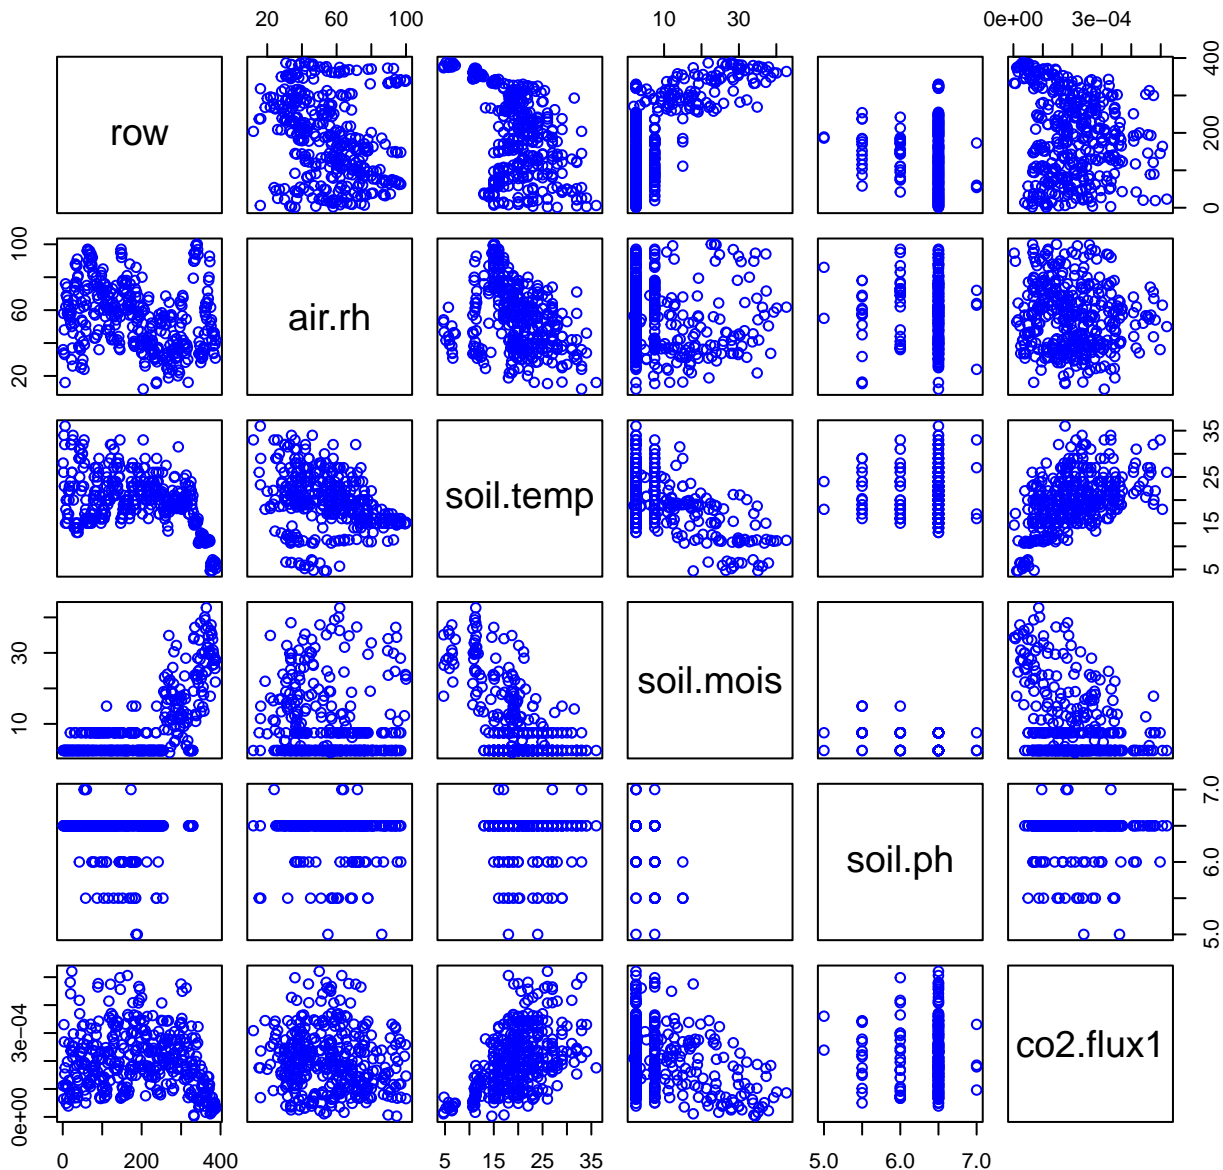 20 60 100 10 30 0e+00 3e−04
row 0 200 400
20 60 100 air.rh
soil.temp 5 15 25 35
10 30 soil.mois
soil.ph 5.0 6.0 7.0
0e+00 3e−04 co2.flux1
0 200 400 5 15 25 35 5.0 6.0 7.0